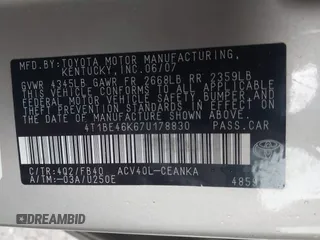 MFD.BY: TOYOTA MOTOR MANUFACTURING,
KENTUCKY, INC. 06/07
GVWR 4345LB GAWR FR 2668LB RR 2359LB
THIS VEHICLE CONFORMS TO ALL APPLICABLE
FEDERAL MOTOR VEHICLE SAFETY, BUMPER, AND
THEFT PREVENTION STANDARDS IN EFFECT ON
THE DATE OF MANUFACTURE SHOWN ABOVE.
4T1BE46K67U178830 PASS.CAR
C/TR: 4Q2/FB40 ACV40L-CEANKA
A/TM: -03A/U250E
4859
DREAMBID